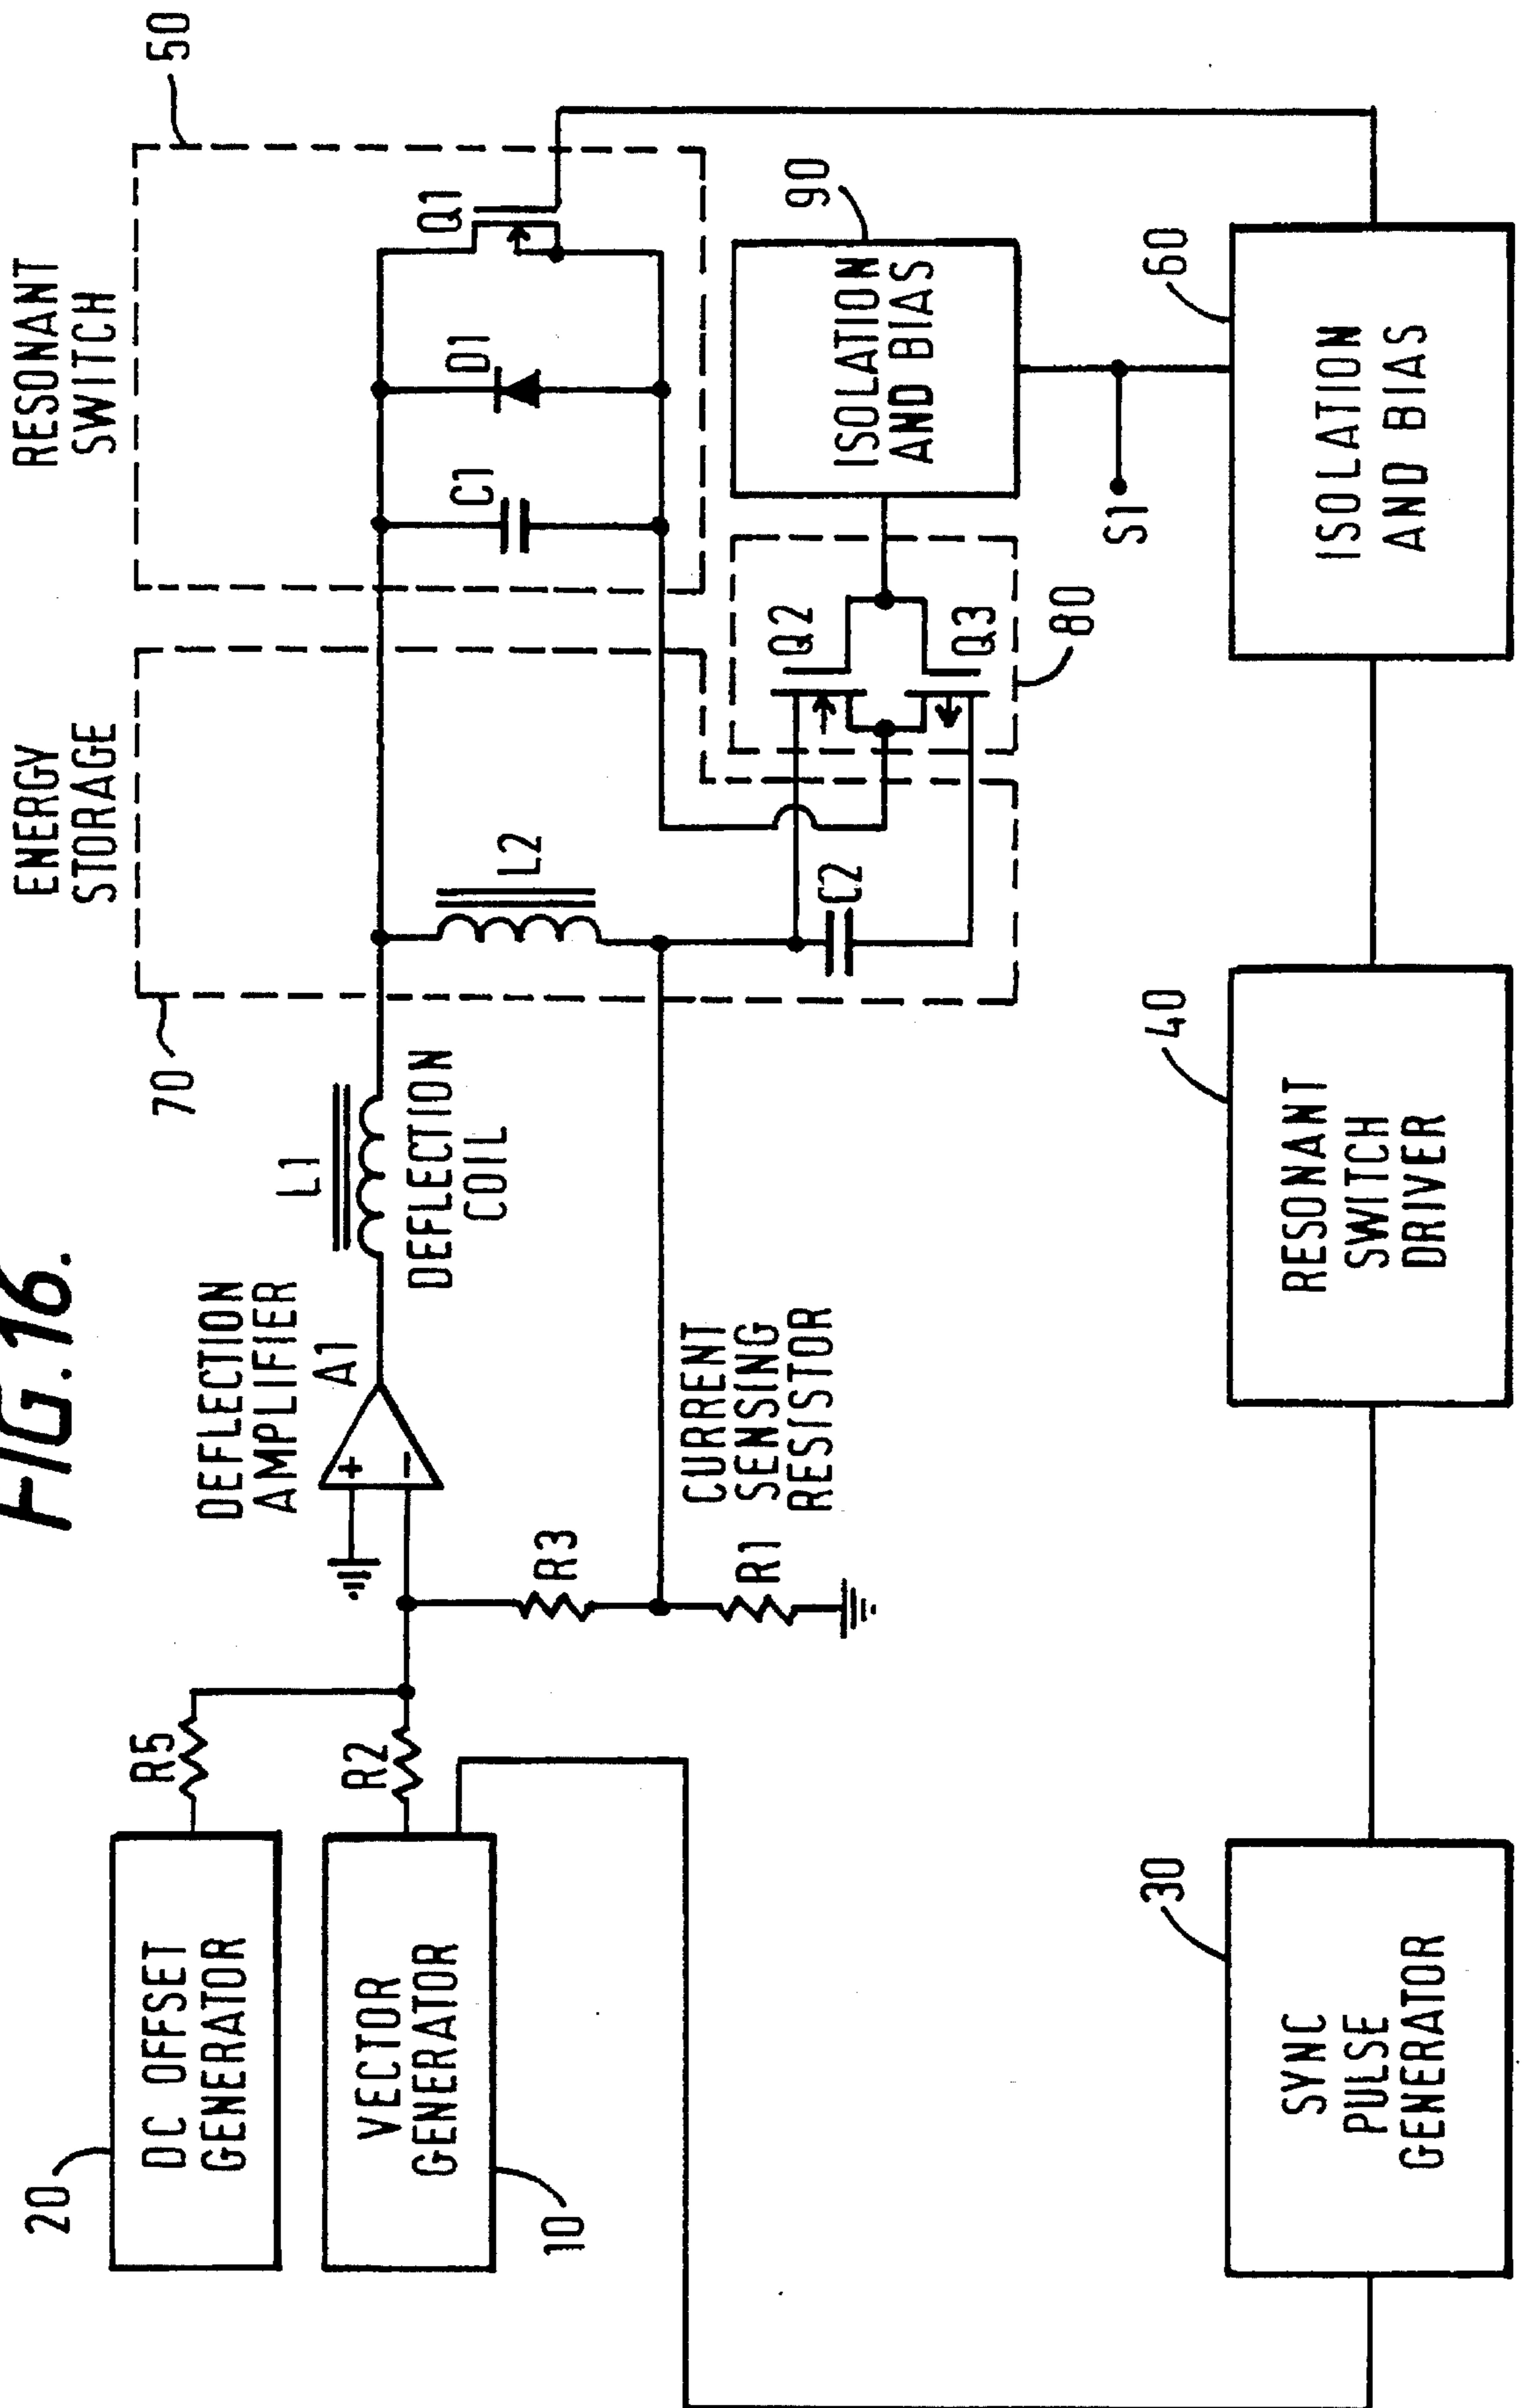 FIG.16.
ENERGY
STORAGE
RESONANT
SWITCH
50
70
20
DC OFFSET
GENERATOR
R5
DEFLECTION
AMPLIFIER
A1
+
−
L1
DEFLECTION
COIL
L2
C1
D1
Q1
VECTOR
GENERATOR
10
R2
R3
R1
CURRENT
SENSING
RESISTOR
C2
Q2
Q3
80
ISOLATION
AND BIAS
90
S1
30
SYNC
PULSE
GENERATOR
40
RESONANT
SWITCH
DRIVER
60
ISOLATION
AND BIAS